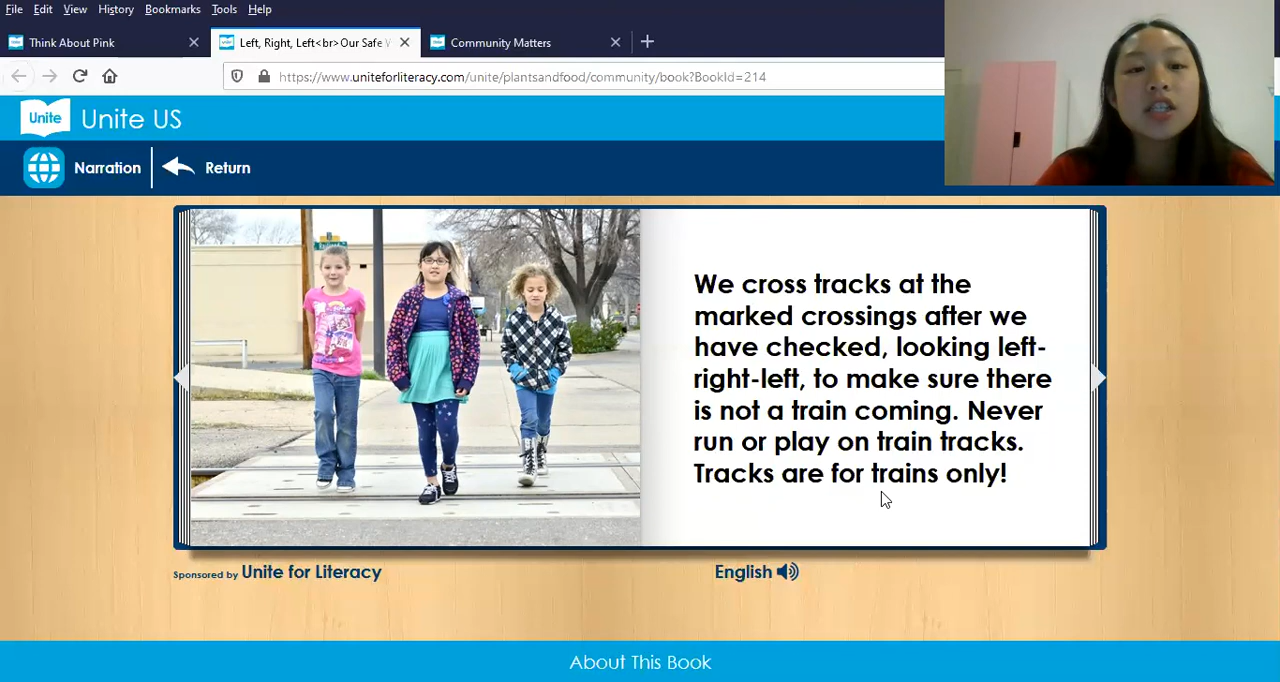 File Edit View History Bookmarks Tools Help
Think About Pink
Left, Right, Left<br>Our Safe
Community Matters
https://www.uniteforliteracy.com/unite/plantsandfood/community/book?BookId=214
Unite Unite US
Narration Return
We cross tracks at the
marked crossings after we
have checked, looking left-
right-left, to make sure there
is not a train coming. Never
run or play on train tracks.
Tracks are for trains only!
Sponsored by Unite for Literacy
English
About This Book